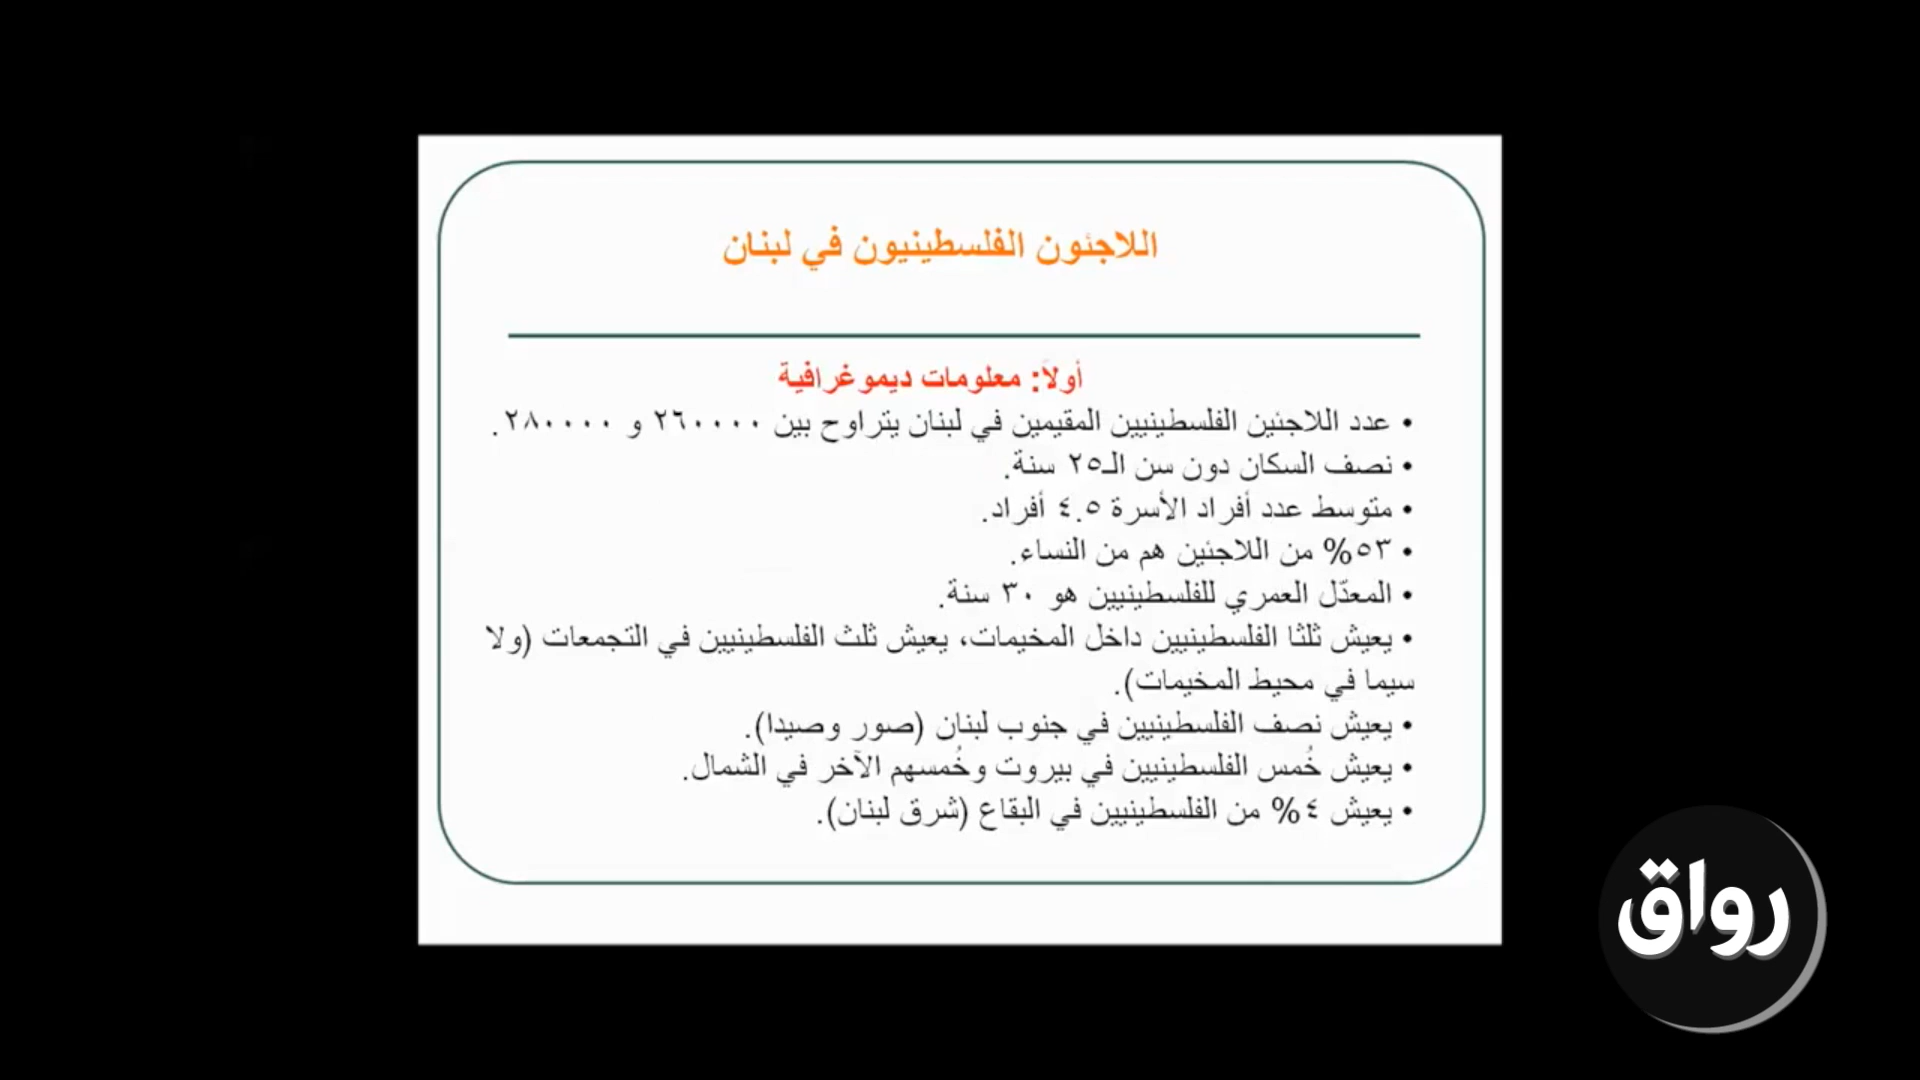 اللاجئون الفلسطينيون في لبنان
أولاً: معلومات ديموغرافية
• عدد اللاجئين الفلسطينيين المقيمين في لبنان يتراوح بين ٢٦٠٠٠٠ و ٢٨٠٠٠٠.
• نصف السكان دون سن الـ٢٥ سنة.
• متوسط عدد أفراد الأسرة ٤.٥ أفراد.
• ٥٣% من اللاجئين هم من النساء.
• المعدّل العمري للفلسطينيين هو ٣٠ سنة.
• يعيش ثلثا الفلسطينيين داخل المخيمات، يعيش ثلث الفلسطينيين في التجمعات (ولا
سيما في محيط المخيمات).
• يعيش نصف الفلسطينيين في جنوب لبنان (صور وصيدا).
• يعيش خُمس الفلسطينيين في بيروت وخُمسهم الآخر في الشمال.
• يعيش ٤% من الفلسطينيين في البقاع (شرق لبنان).
رواق